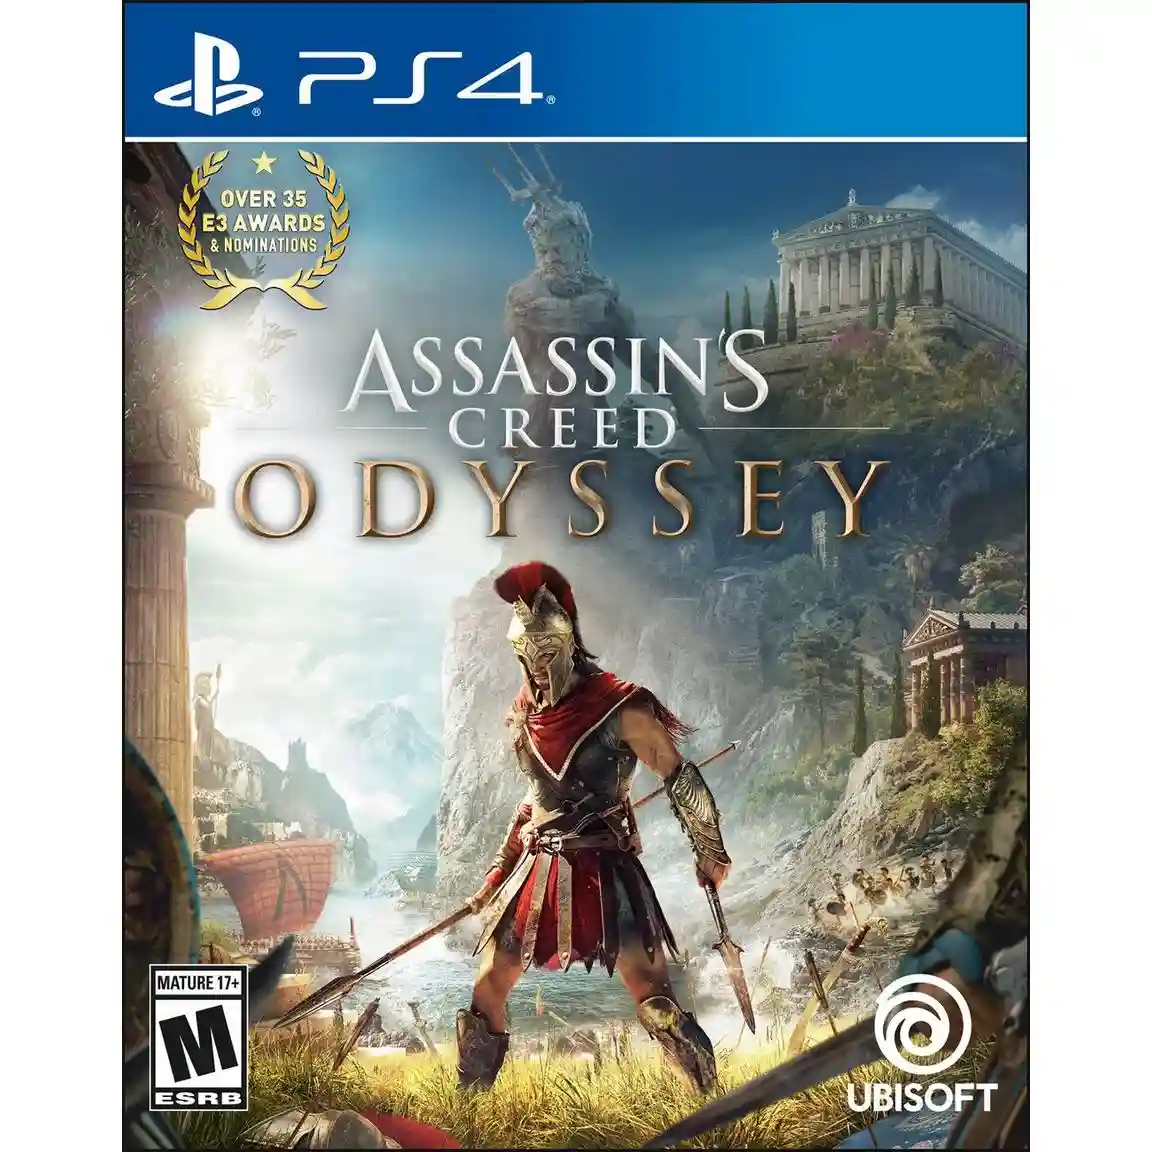 PS4
OVER 35
E3 AWARDS
& NOMINATIONS
ASSASSIN'S
CREED
ODYSSEY
MATURE 17+
M
ESRB
UBISOFT